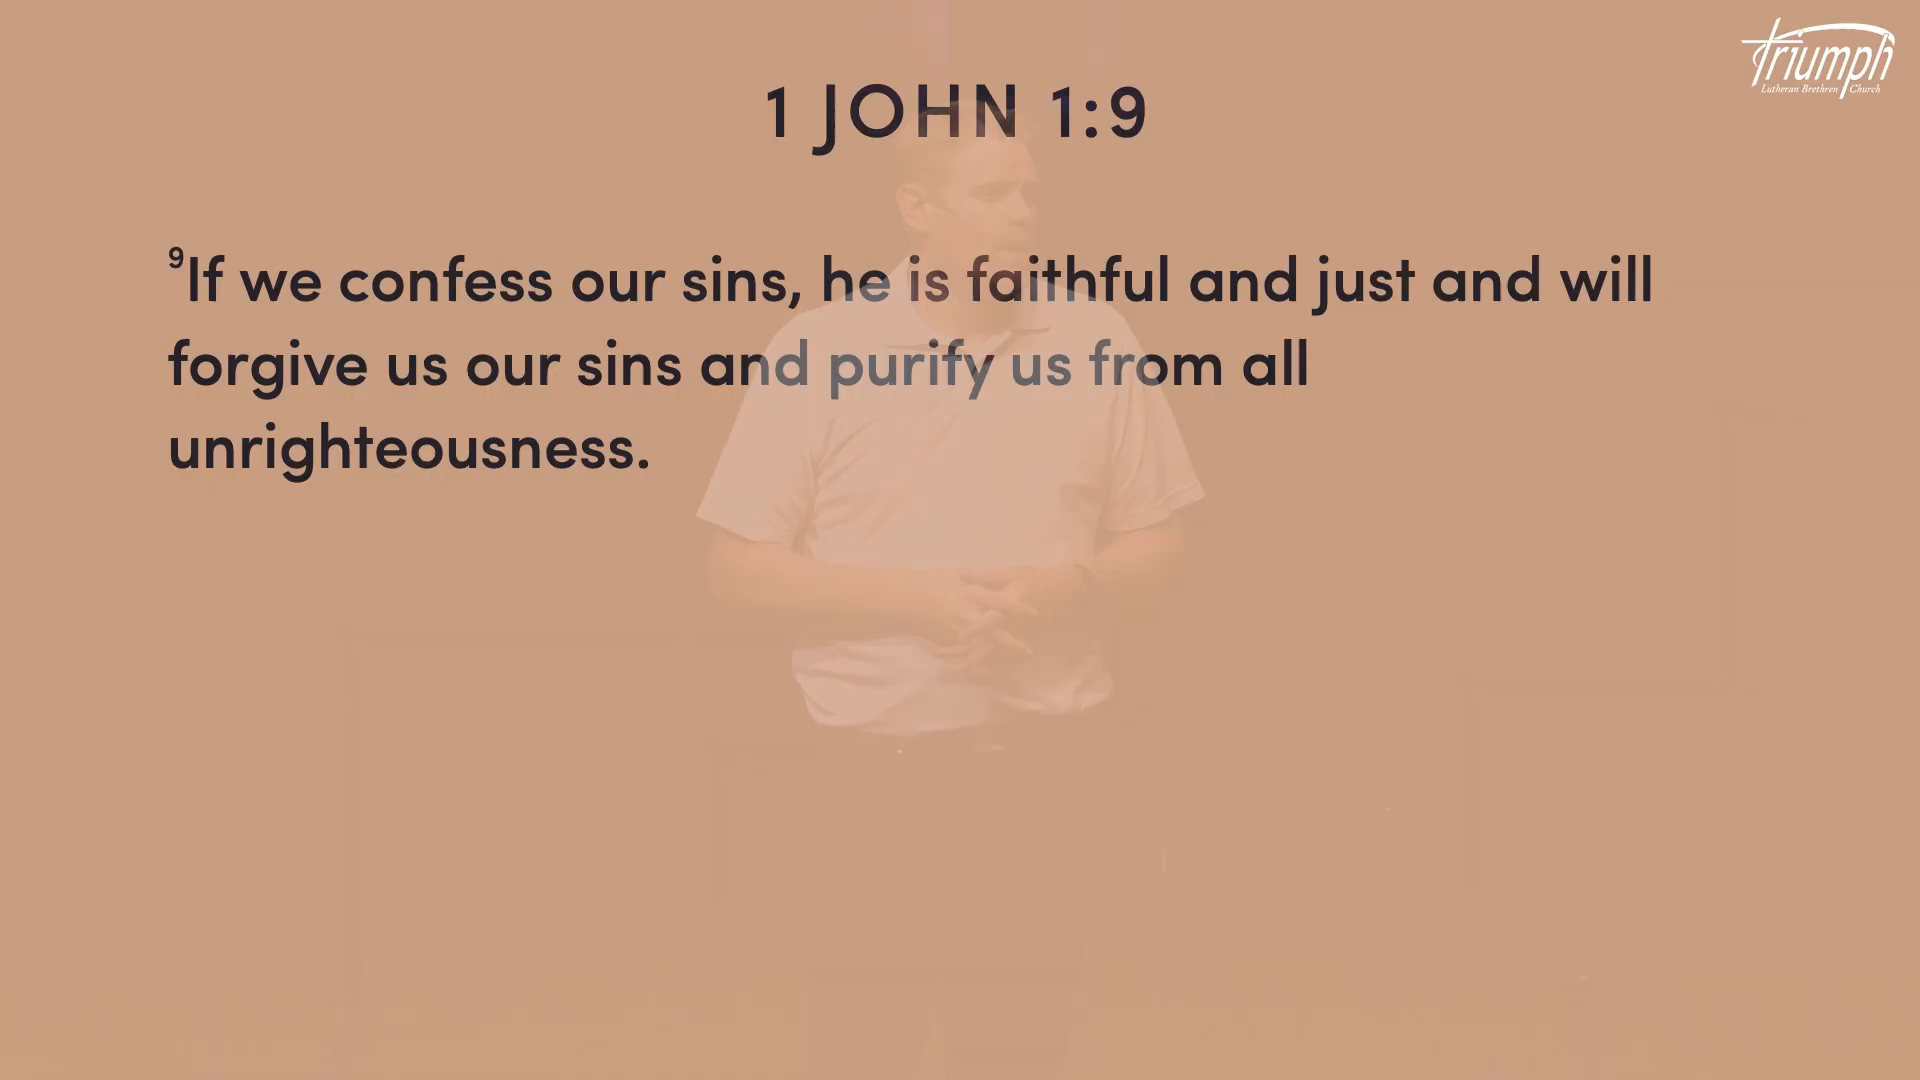 triumph
Lutheran Brethren Church
1 JOHN 1:9
⁹If we confess our sins, he is faithful and just and will
forgive us our sins and purify us from all
unrighteousness.